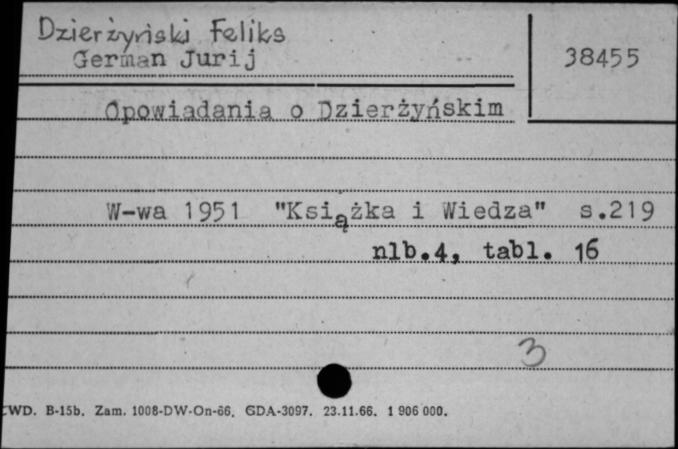 Dzierżyński Feliks
German Jurij
38455
Opowiadania o Dzierżyńskim
W-wa 1951 "Książka i Wiedza" s.219
nlb.4, tabl. 16
3
CWD. B-15b. Zam. 1008-DW-On-66. GDA-3097. 23.11.66. 1 906 000.